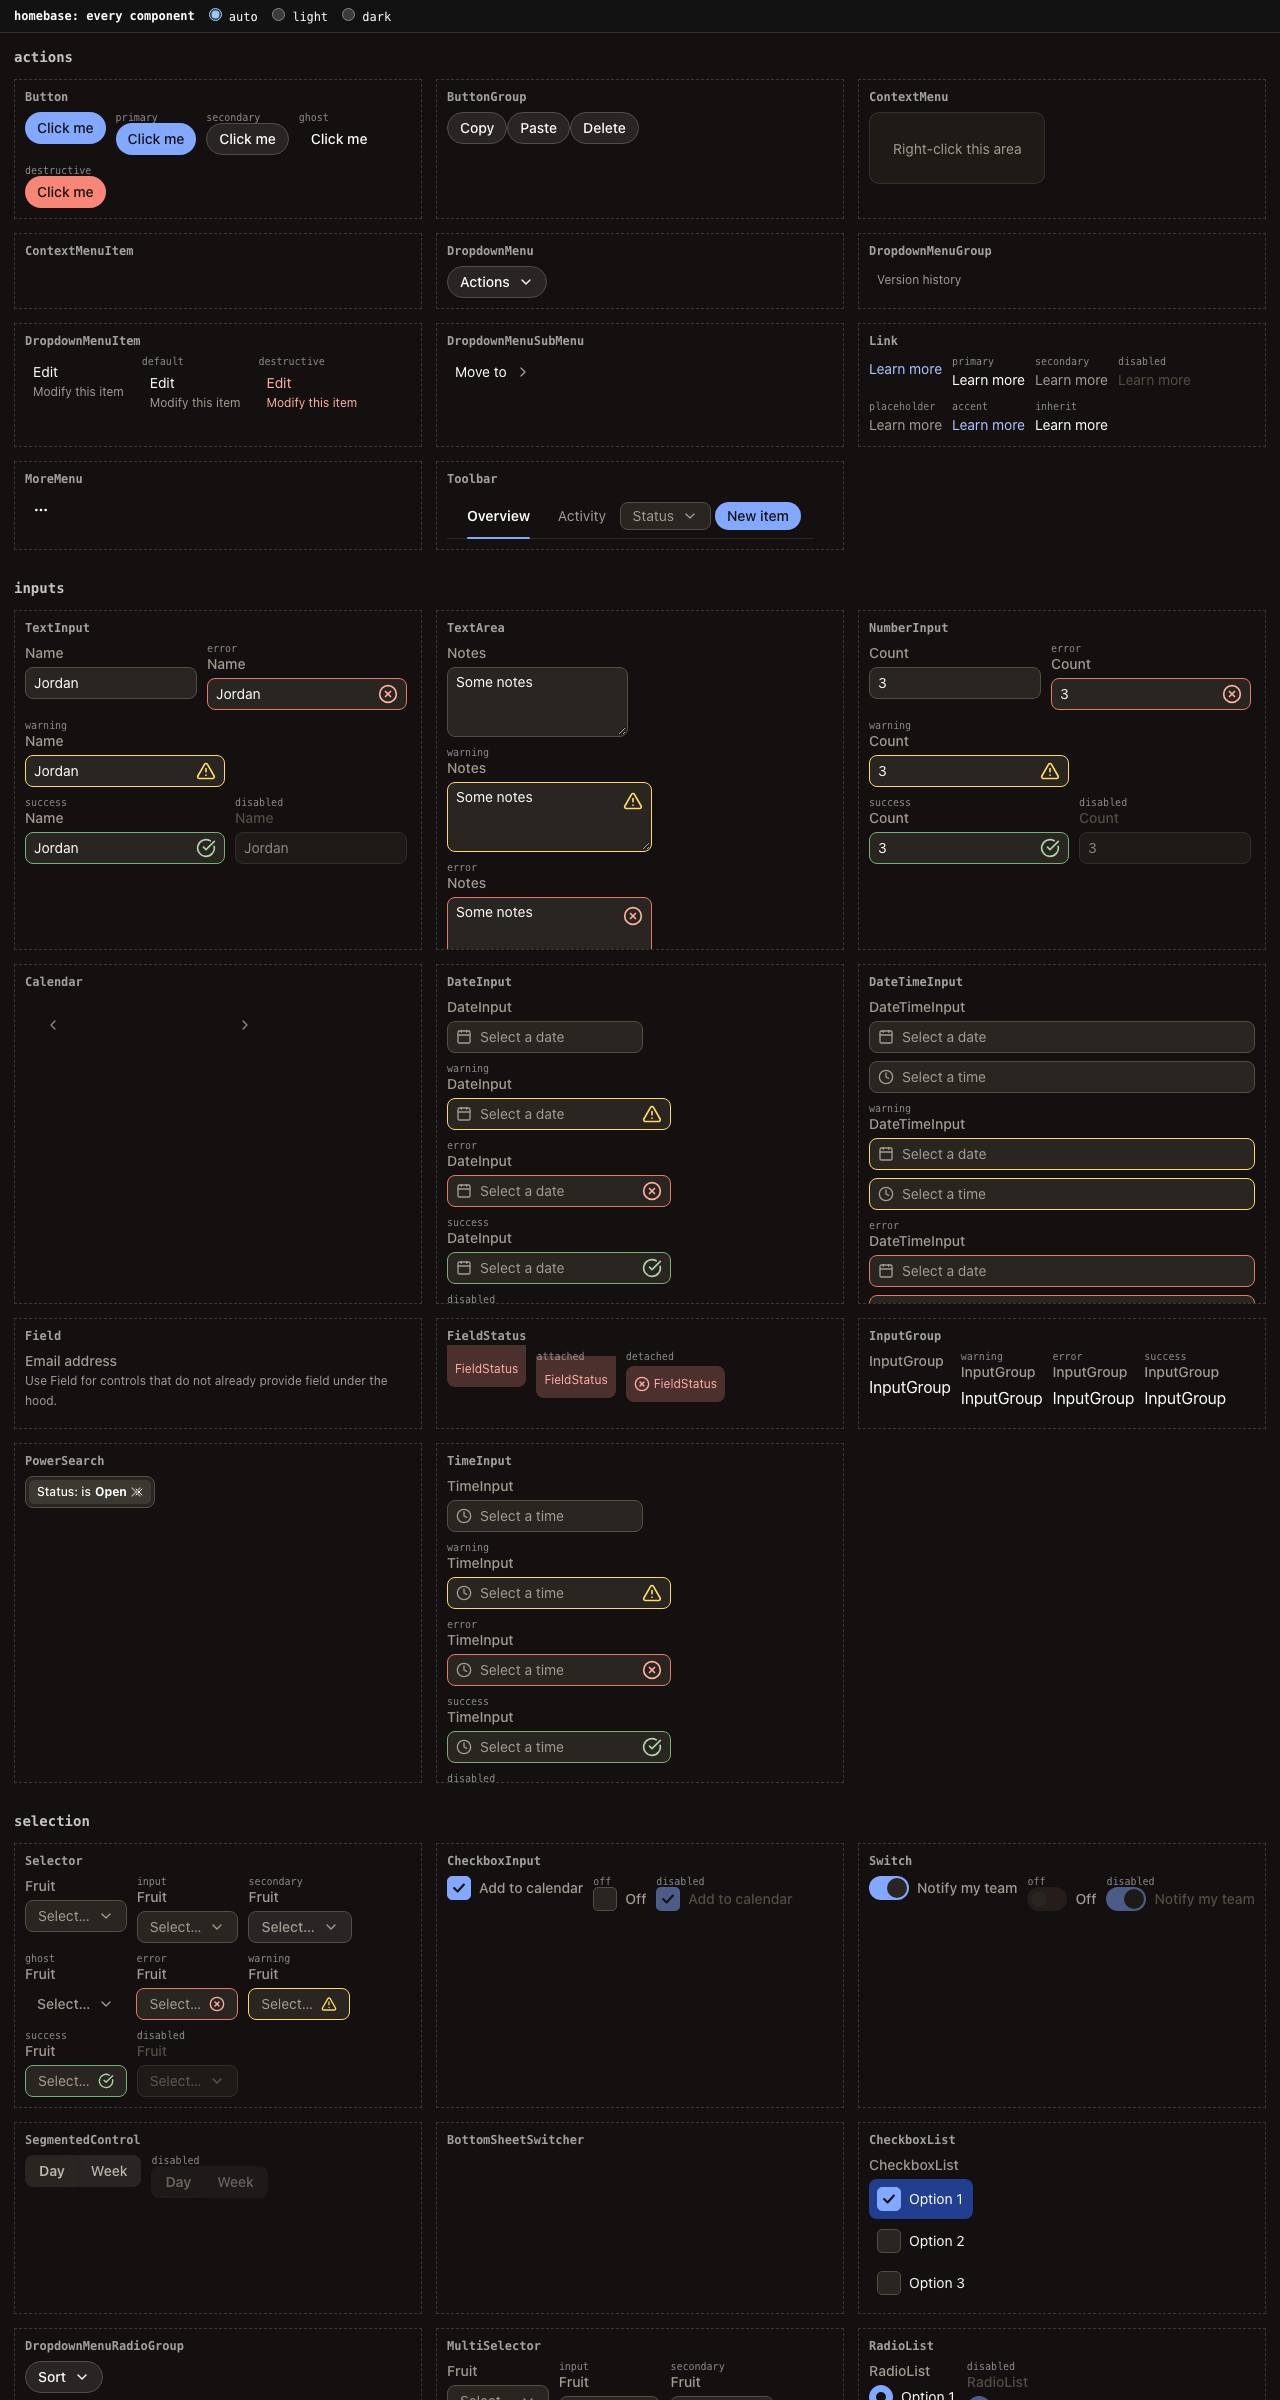 homebase: every component auto light dark
actions
Button
Click me
primary
Click me
secondary
Click me
ghost
Click me
destructive
Click me
ButtonGroup
Copy Paste Delete
ContextMenu
Right-click this area
ContextMenuItem
DropdownMenu
Actions
DropdownMenuGroup
Version history
DropdownMenuItem
Edit
Modify this item
default
Edit
Modify this item
destructive
Edit
Modify this item
DropdownMenuSubMenu
Move to
Link
Learn more
primary
Learn more
secondary
Learn more
disabled
Learn more
placeholder
Learn more
accent
Learn more
inherit
Learn more
MoreMenu
Toolbar
Overview Activity Status New item
inputs
TextInput
Name
Jordan
error
Name
Jordan
warning
Name
Jordan
success
Name
Jordan
disabled
Name
Jordan
TextArea
Notes
Some notes
warning
Notes
Some notes
error
Notes
Some notes
NumberInput
Count
3
error
Count
3
warning
Count
3
success
Count
3
disabled
Count
3
Calendar
DateInput
DateInput
Select a date
warning
DateInput
Select a date
error
DateInput
Select a date
success
DateInput
Select a date
disabled
DateTimeInput
DateTimeInput
Select a date
Select a time
warning
DateTimeInput
Select a date
Select a time
error
DateTimeInput
Select a date
Field
Email address
Use Field for controls that do not already provide field under the
hood.
FieldStatus
FieldStatus
attached
FieldStatus
detached
FieldStatus
InputGroup
InputGroup
InputGroup
warning
InputGroup
InputGroup
error
InputGroup
InputGroup
success
InputGroup
InputGroup
PowerSearch
Status: is Open
TimeInput
TimeInput
Select a time
warning
TimeInput
Select a time
error
TimeInput
Select a time
success
TimeInput
Select a time
disabled
selection
Selector
Fruit
Select...
input
Fruit
Select...
secondary
Fruit
Select...
ghost
Fruit
Select...
error
Fruit
Select...
warning
Fruit
Select...
success
Fruit
Select...
disabled
Fruit
Select...
CheckboxInput
Add to calendar
off
Off
disabled
Add to calendar
Switch
Notify my team
off
Off
disabled
Notify my team
SegmentedControl
Day Week
disabled
Day Week
BottomSheetSwitcher
CheckboxList
CheckboxList
Option 1
Option 2
Option 3
DropdownMenuRadioGroup
Sort
MultiSelector
Fruit
Select...
input
Fruit
secondary
Fruit
RadioList
RadioList
Option 1
disabled
RadioList